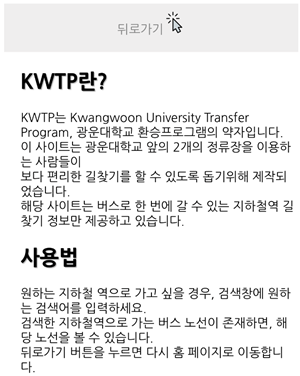 뒤로가기
KWTP란?
KWTP는 Kwangwoon University Transfer
Program, 광운대학교 환승프로그램의 약자입니다.
이 사이트는 광운대학교 앞의 2개의 정류장을 이용하
는 사람들이
보다 편리한 길찾기를 할 수 있도록 돕기위해 제작되
었습니다.
해당 사이트는 버스로 한 번에 갈 수 있는 지하철역 길
찾기 정보만 제공하고 있습니다.
사용법
원하는 지하철 역으로 가고 싶을 경우, 검색창에 원하
는 검색어를 입력하세요.
검색한 지하철역으로 가는 버스 노선이 존재하면, 해
당 노선을 볼 수 있습니다.
뒤로가기 버튼을 누르면 다시 홈 페이지로 이동합니
다.